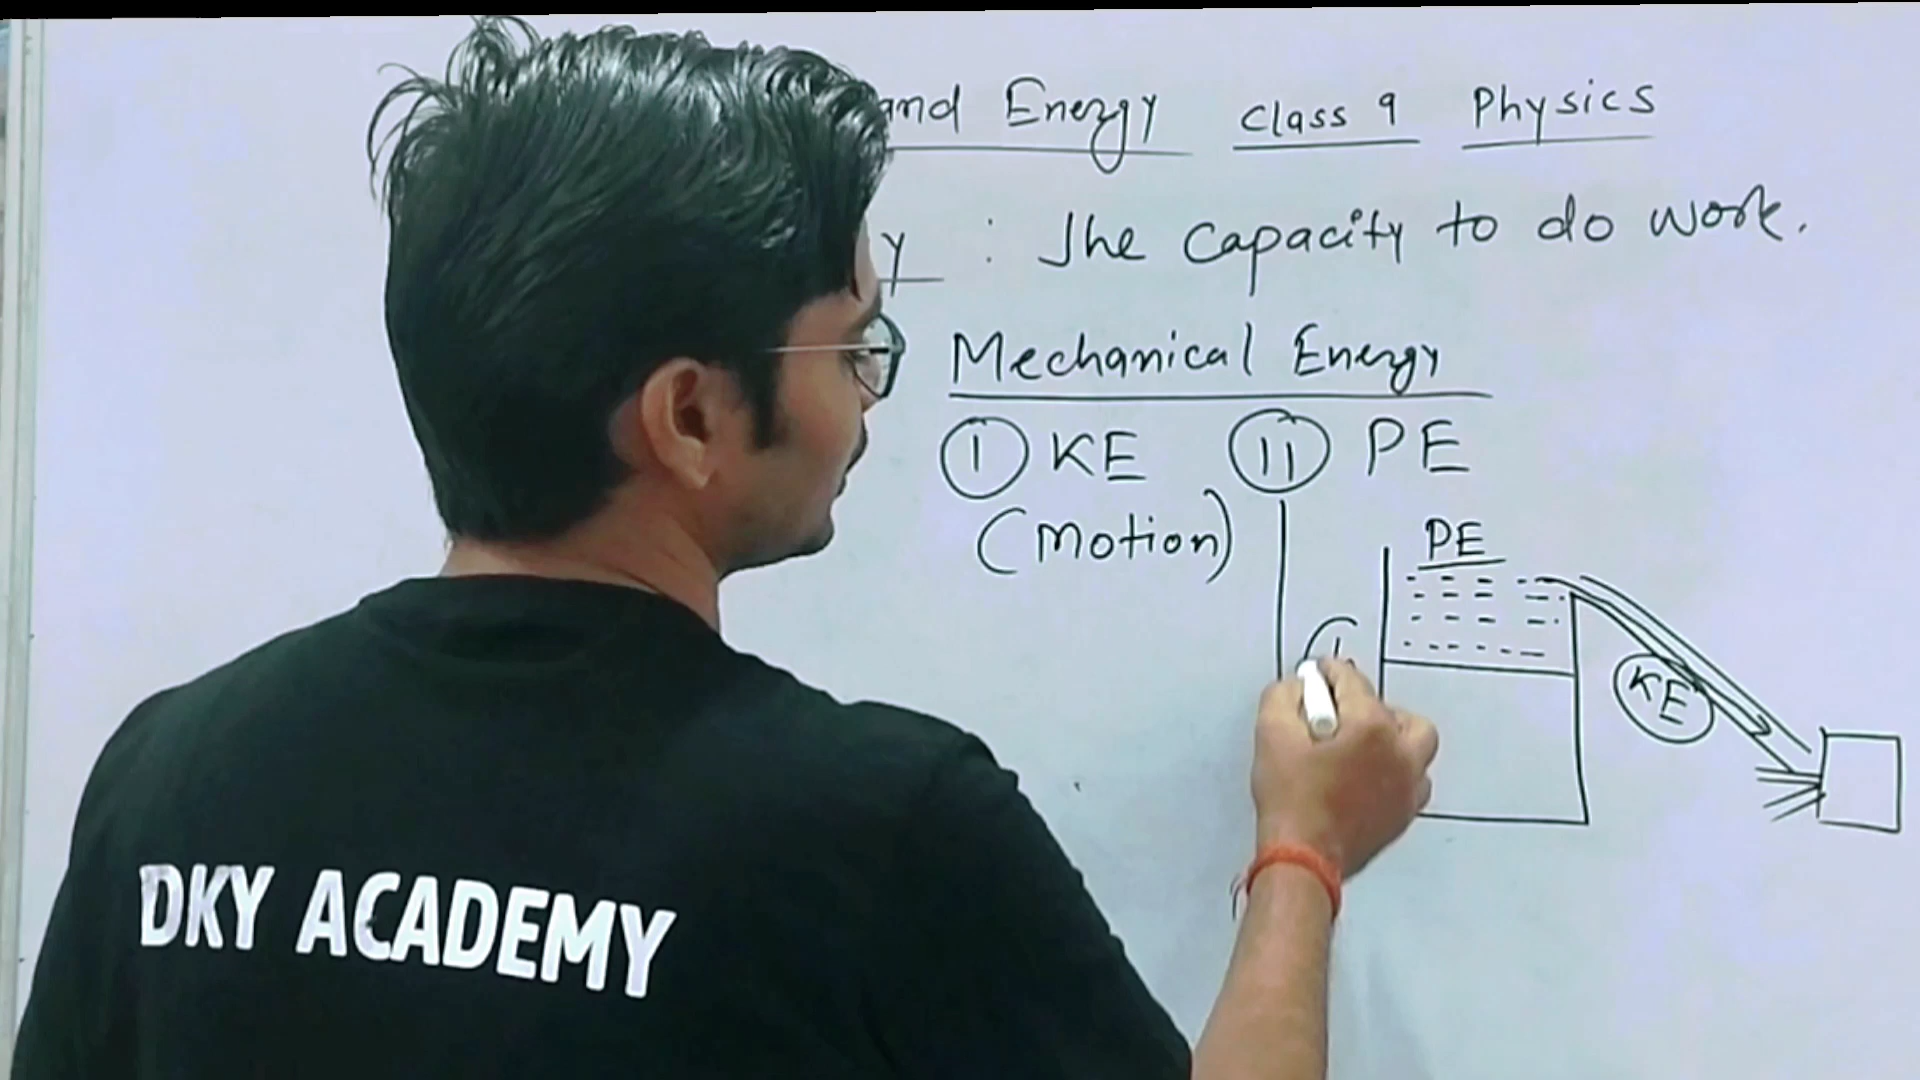 and Energy Class 9 Physics
y : The Capacity to do work.
Mechanical Energy
I KE II PE
(Motion)
PE
KE
DKY ACADEMY